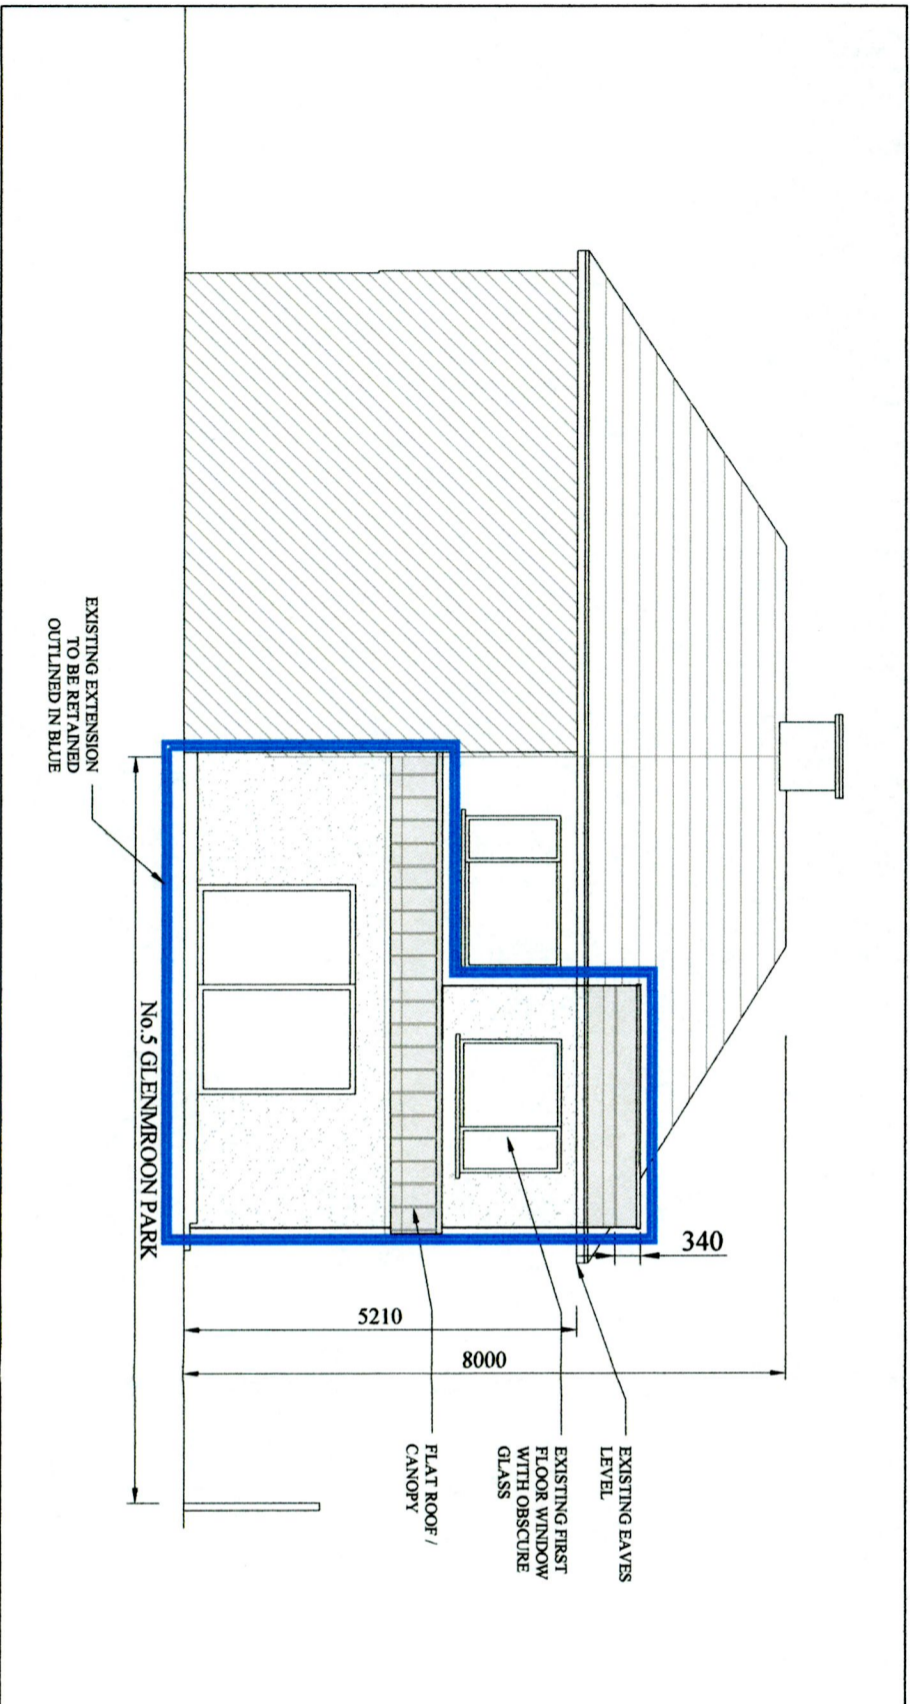 340
5210
8000
EXISTING EAVES
LEVEL
EXISTING FIRST
FLOOR WINDOW
WITH OBSCURE
GLASS
FLAT ROOF /
CANOPY
No.5 GLENMROON PARK
EXISTING EXTENSION
TO BE RETAINED
OUTLINED IN BLUE